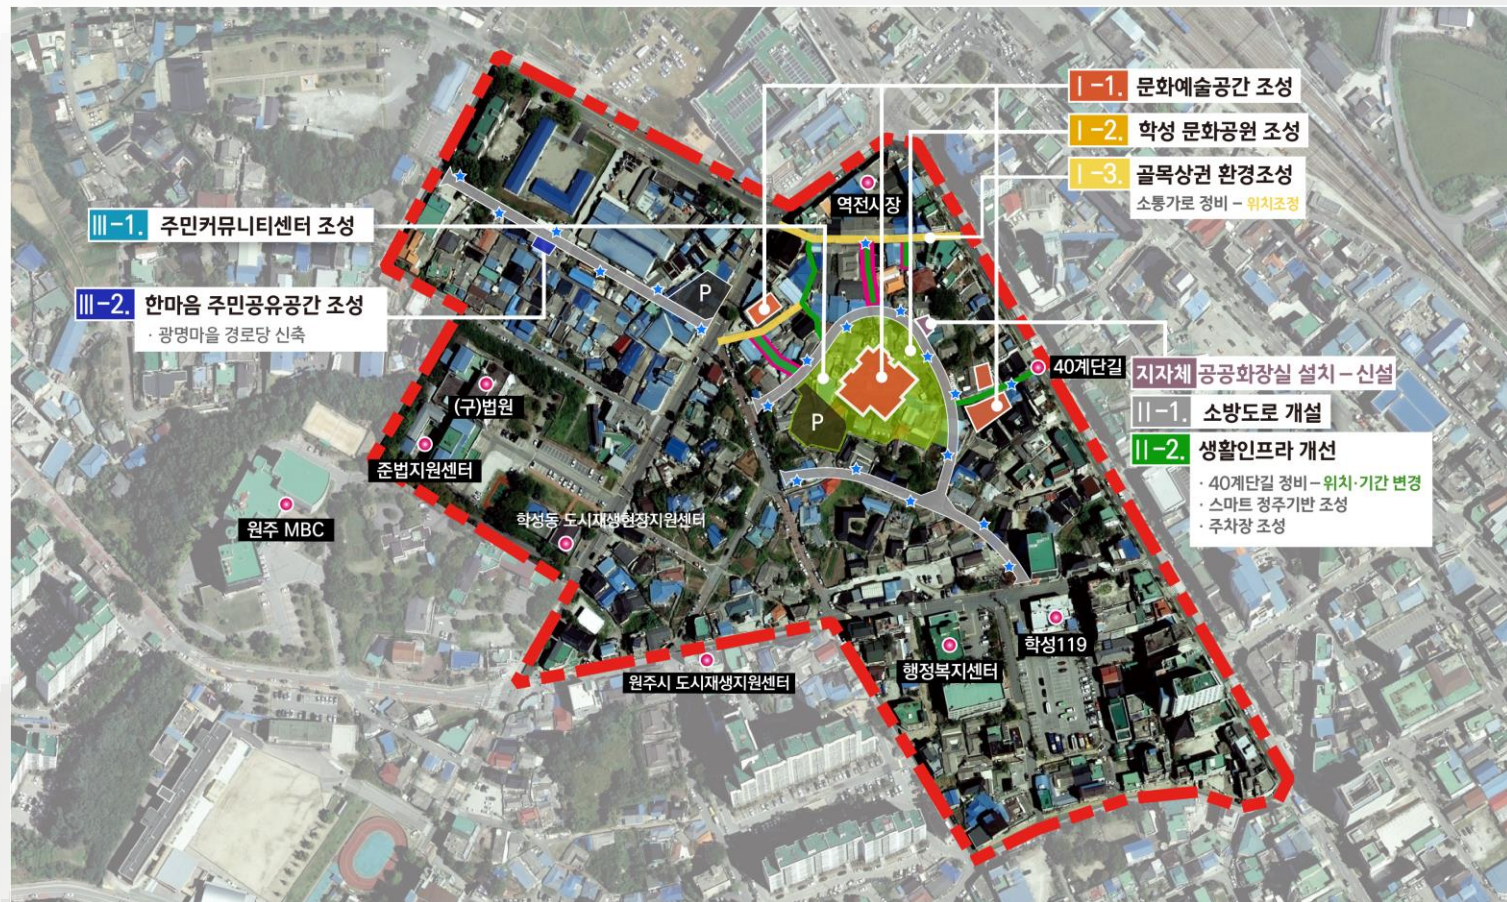 I-1. 문화예술공간 조성
I-2. 학성 문화공원 조성
I-3. 골목상권 환경조성
소통가로 정비 – 위치조정
역전시장
III-1. 주민커뮤니티센터 조성
III-2. 한마음 주민공유공간 조성
· 광명마을 경로당 신축
P
40계단길
지자체 공공화장실 설치 – 신설
II-1. 소방도로 개설
II-2. 생활인프라 개선
· 40계단길 정비 – 위치·기간 변경
· 스마트 정주기반 조성
· 주차장 조성
(구)법원
P
준법지원센터
원주 MBC
학성동 도시재생현장지원센터
학성119
행정복지센터
원주시 도시재생지원센터